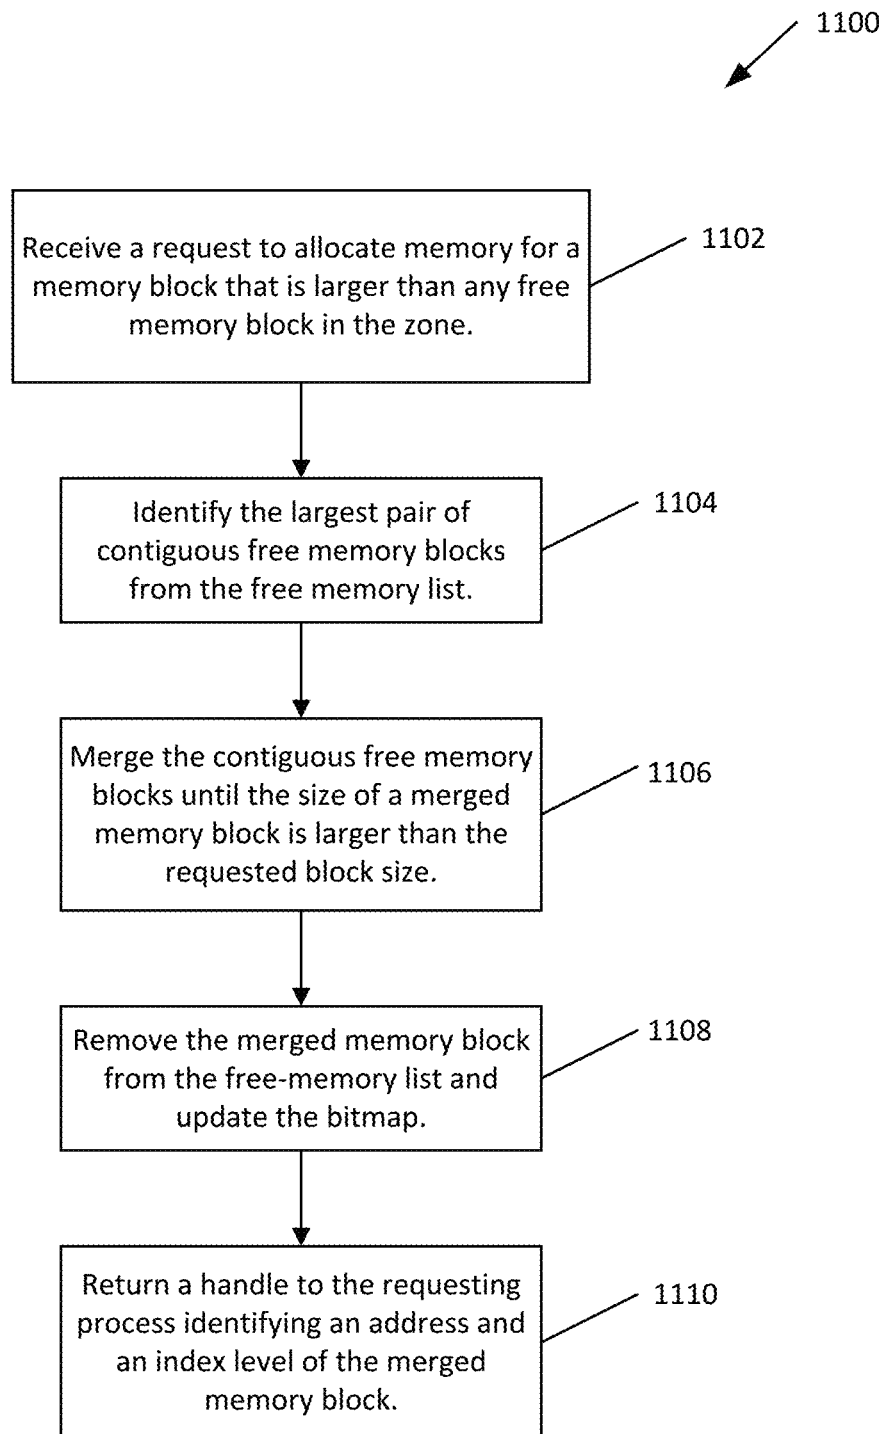 1100
Receive a request to allocate memory for a
memory block that is larger than any free
memory block in the zone.
1102
Identify the largest pair of
contiguous free memory blocks
from the free memory list.
1104
Merge the contiguous free memory
blocks until the size of a merged
memory block is larger than the
requested block size.
1106
Remove the merged memory block
from the free-memory list and
update the bitmap.
1108
Return a handle to the requesting
process identifying an address and
an index level of the merged
memory block.
1110